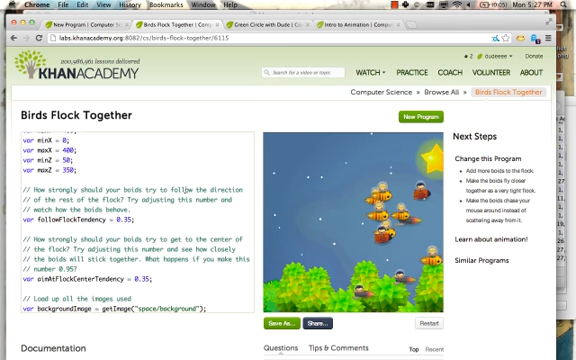 Chrome File Edit View History Bookmarks Window Help
(0:05) Mon 5:27 PM
New Program | Computer Sc
Birds Flock Together | Comp
Green Circle with Dude | Co
Intro to Animation | Comput
labs.khanacademy.org:8082/cs/birds-flock-together/6115
200,986,961 lessons delivered
KHANACADEMY
Search for a video or topic
2 dudeeee
Donate
WATCH PRACTICE COACH VOLUNTEER ABOUT
Computer Science » Browse All » Birds Flock Together
Birds Flock Together
New Program
var minX = 0;
var maxX = 400;
var minZ = 50;
var maxZ = 350;
// How strongly should your boids try to follow the direction
// of the rest of the flock? Try adjusting this number and
// watch how the boids behave.
var followFlockTendency = 0.35;
// How strongly should your boids try to get to the center of
// the flock? Try adjusting this number and see how closely
// the boids will stick together. What happens if you make this
// number 0.95?
var aimAtFlockCenterTendency = 0.35;
// Load up all the images used
var backgroundImage = getImage("space/background");
Next Steps
Change this Program
Add more boids to the flock.
Make the boids fly closer
together as a very tight flock.
Make the boids chase your
mouse around instead of
scattering away from it.
Learn about animation!
Similar Programs
Save As...
Share...
Restart
Documentation
Questions Tips & Comments Top Recent